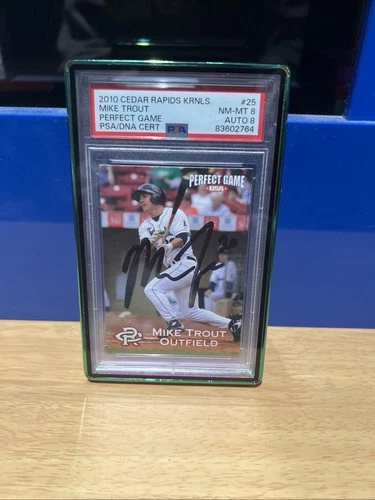 2010 CEDAR RAPIDS KRNLS. #25
MIKE TROUT NM-MT 8
PERFECT GAME AUTO 8
PSA/DNA CERT PSA 83602764
PERFECT GAME
MIKE TROUT
OUTFIELD